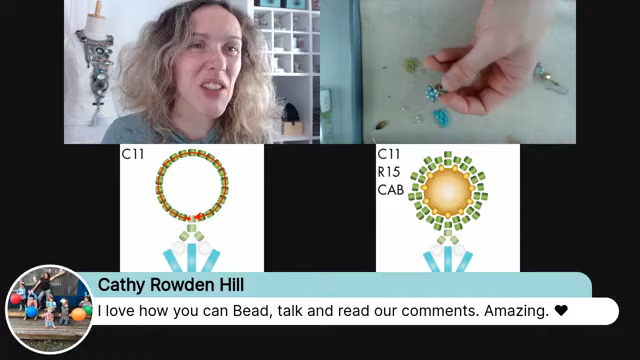 C11
C11
R15
CAB
Cathy Rowden Hill
I love how you can Bead, talk and read our comments. Amazing. ♥